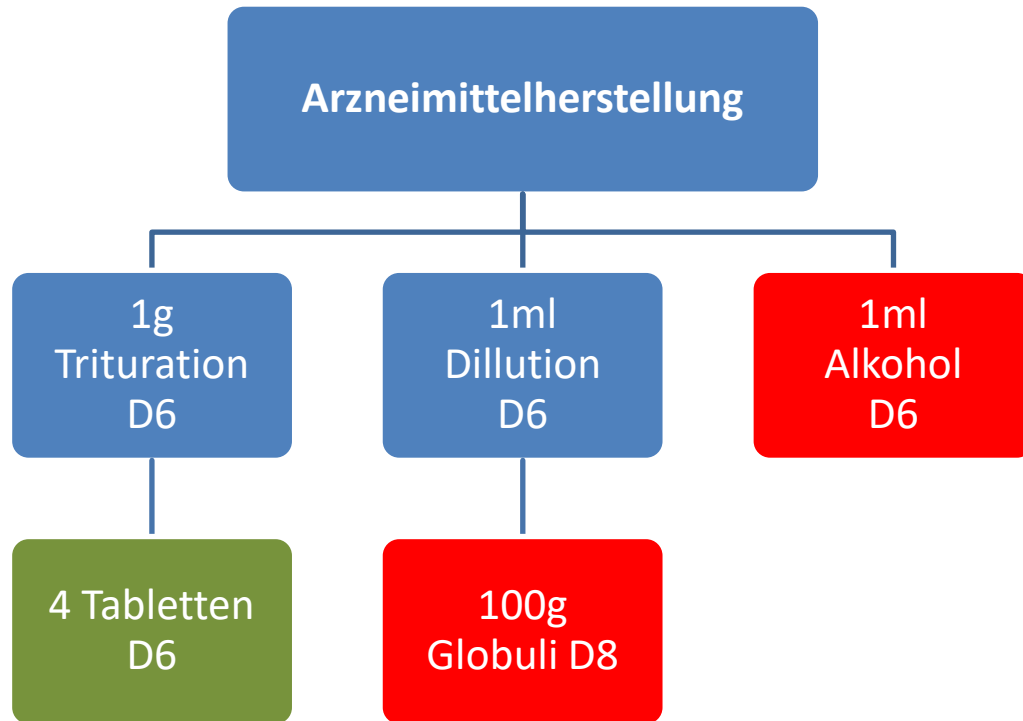 Arzneimittelherstellung
1g
Trituration
D6
1ml
Dillution
D6
1ml
Alkohol
D6
4 Tabletten
D6
100g
Globuli D8